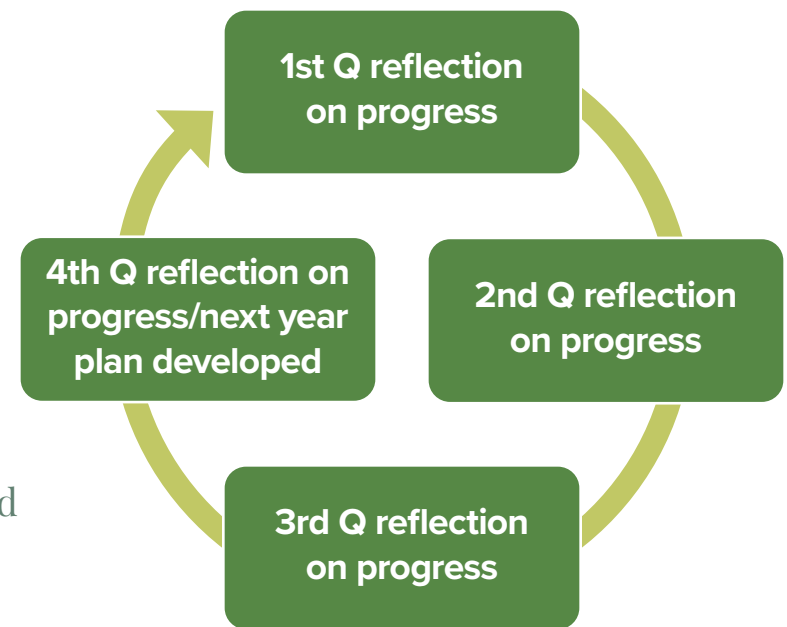 1st Q reflection
on progress
2nd Q reflection
on progress
3rd Q reflection
on progress
4th Q reflection on
progress/next year
plan developed
d